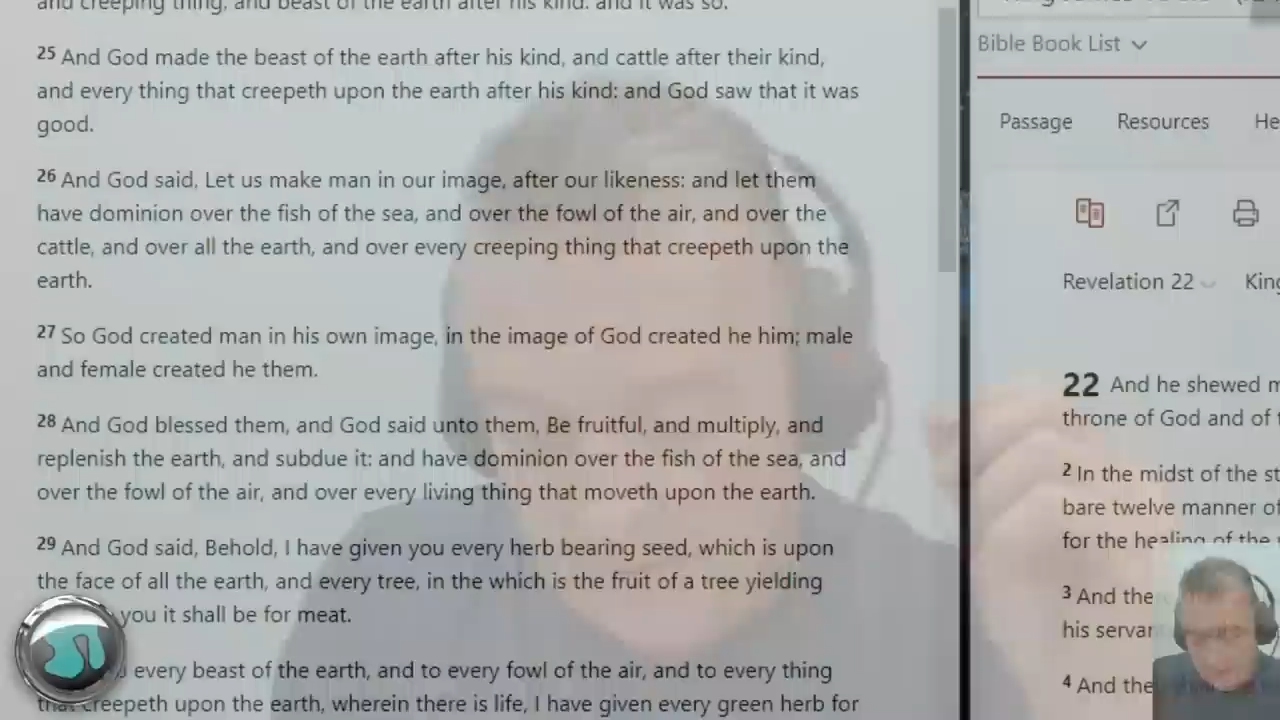 and creeping thing, and beast of the earth after his kind: and it was so.
25 And God made the beast of the earth after his kind, and cattle after their kind,
and every thing that creepeth upon the earth after his kind: and God saw that it was
good.
26 And God said, Let us make man in our image, after our likeness: and let them
have dominion over the fish of the sea, and over the fowl of the air, and over the
cattle, and over all the earth, and over every creeping thing that creepeth upon the
earth.
27 So God created man in his own image, in the image of God created he him; male
and female created he them.
28 And God blessed them, and God said unto them, Be fruitful, and multiply, and
replenish the earth, and subdue it: and have dominion over the fish of the sea, and
over the fowl of the air, and over every living thing that moveth upon the earth.
29 And God said, Behold, I have given you every herb bearing seed, which is upon
the face of all the earth, and every tree, in the which is the fruit of a tree yielding
you it shall be for meat.
every beast of the earth, and to every fowl of the air, and to every thing
that creepeth upon the earth, wherein there is life, I have given every green herb for
Bible Book List
Passage Resources He
Revelation 22 King
22 And he shewed m
throne of God and of t
2 In the midst of the st
bare twelve manner of
for the healing of the
3 And the
his servan
4 And the